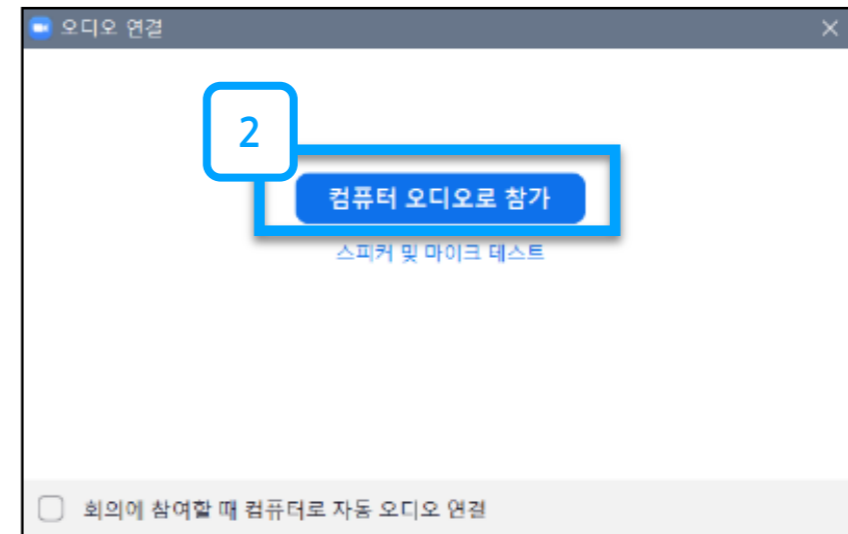 오디오 연결
2
컴퓨터 오디오로 참가
스피커 및 마이크 테스트
회의에 참여할 때 컴퓨터로 자동 오디오 연결